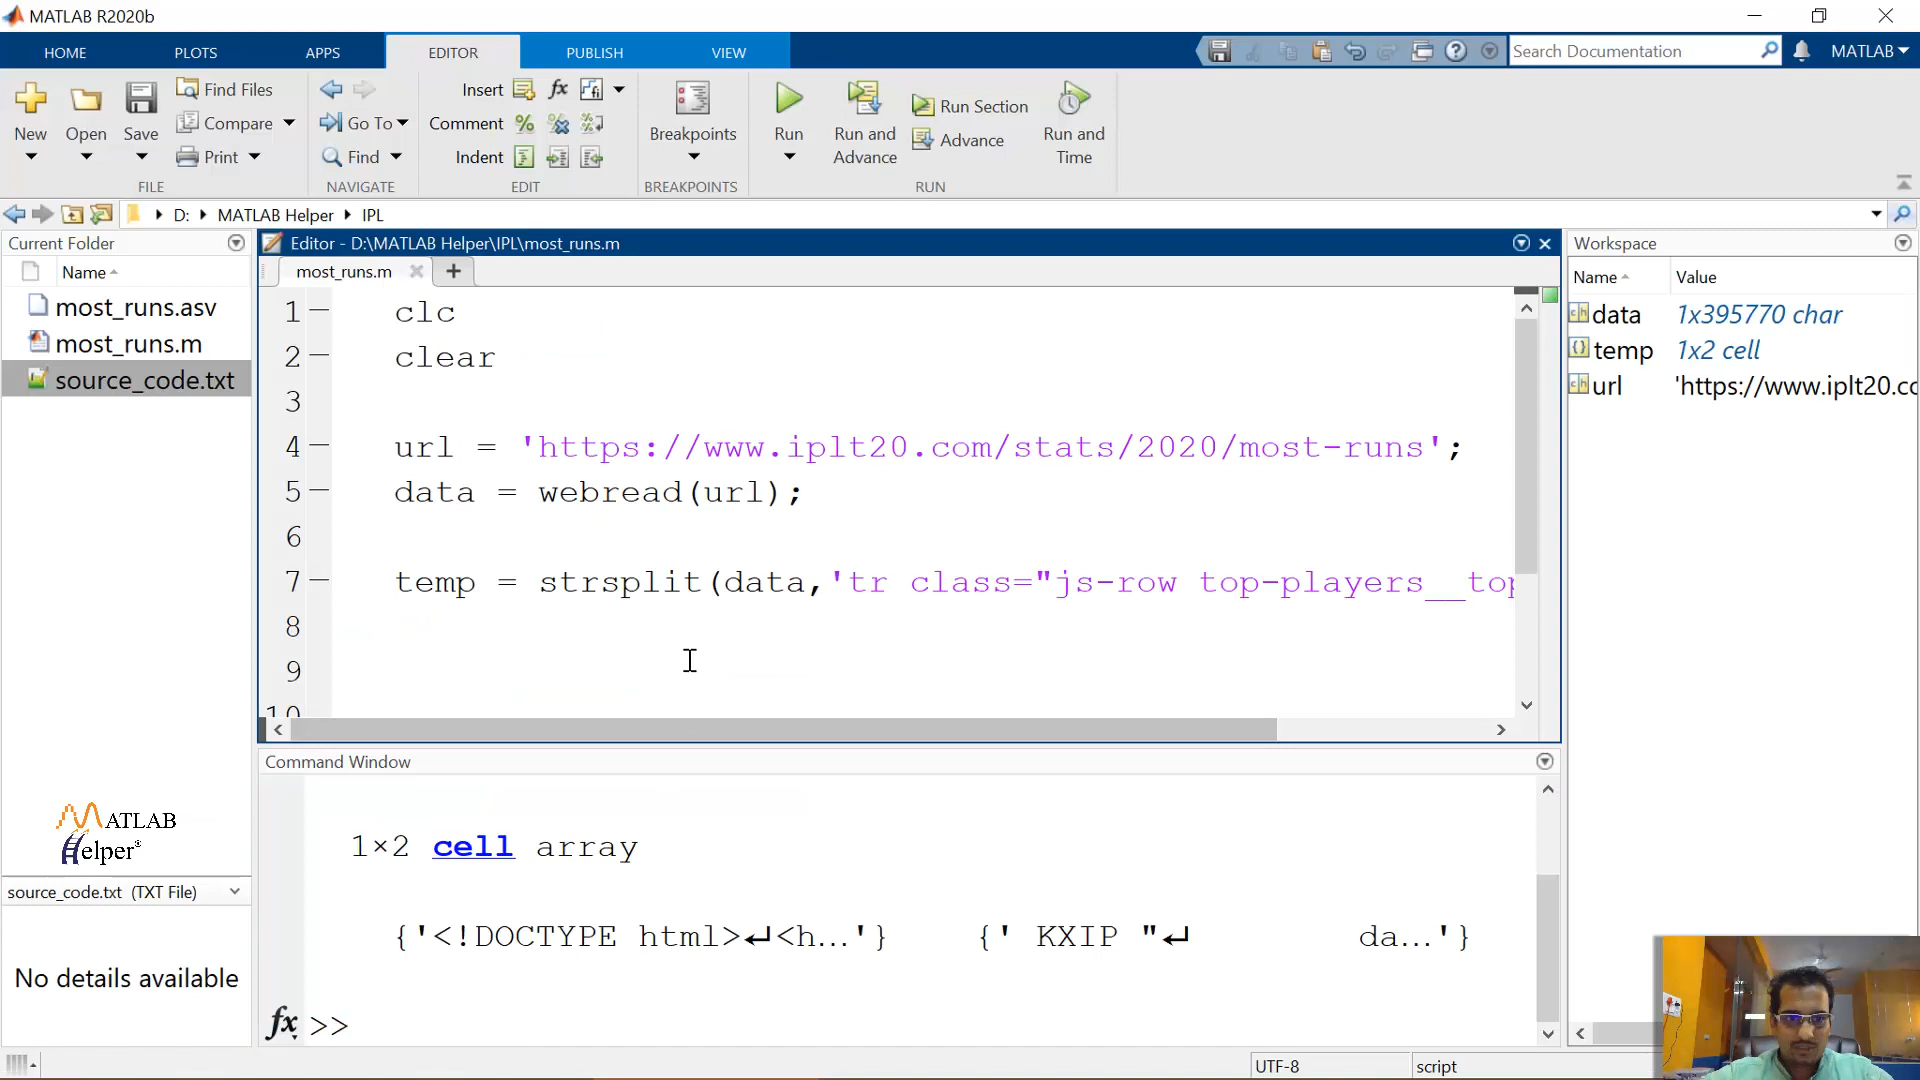 MATLAB R2020b
HOME PLOTS APPS EDITOR PUBLISH VIEW Search Documentation MATLAB
New Open Save Find Files Compare Print Go To Find Insert fx Comment Indent Breakpoints Run Run and Advance Run Section Advance Run and Time
FILE NAVIGATE EDIT BREAKPOINTS RUN
D: MATLAB Helper IPL
Current Folder
Name
most_runs.asv
most_runs.m
source_code.txt
MATLAB
Helper®
source_code.txt (TXT File)
No details available
Editor - D:\MATLAB Helper\IPL\most_runs.m
most_runs.m
1 clc
2 clear
3
4 url = 'https://www.iplt20.com/stats/2020/most-runs';
5 data = webread(url);
6
7 temp = strsplit(data,'tr class="js-row top-players__top
8
9
10
Command Window
1×2 cell array
{'<!DOCTYPE html>↵<h…'} {' KXIP "↵ da…'}
fx >>
Workspace
Name Value
data 1x395770 char
temp 1x2 cell
url 'https://www.iplt20.co
UTF-8 script